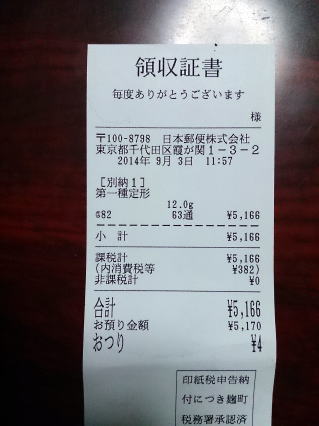 領収証書
毎度ありがとうございます
様
〒100-8798 日本郵便株式会社
東京都千代田区霞が関1-3-2
2014年 9月 3日 11:57
[別納1]
第一種定形
12.0g
@82 63通 ¥5,166
小 計 ¥5,166
課税計 ¥5,166
(内消費税等 ¥382)
非課税計 ¥0
合計 ¥5,166
お預り金額 ¥5,170
おつり ¥4
印紙税申告納
付につき麹町
税務署承認済